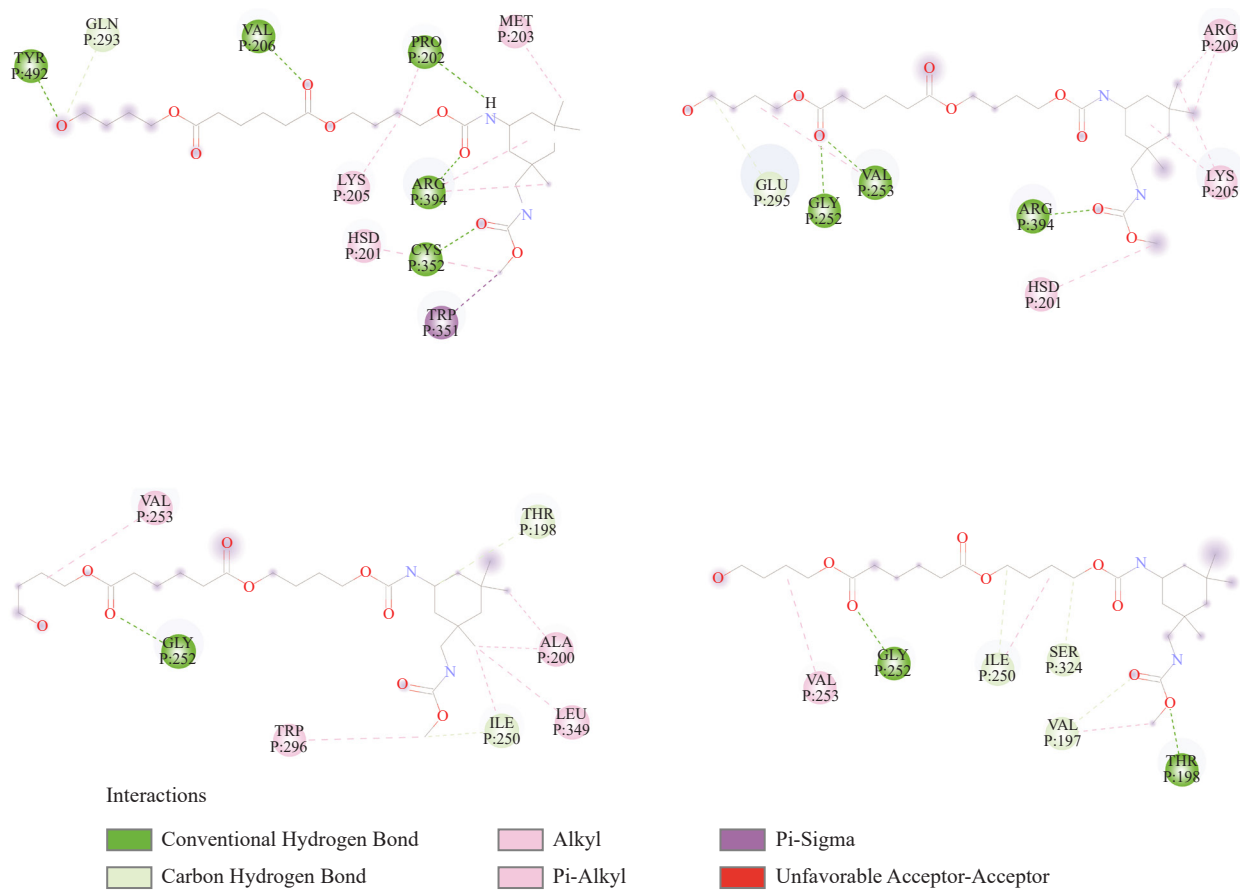 GLN
P:293
VAL
P:206
PRO
P:202
MET
P:203
TYR
P:492
O
O
O
O
O
O
O
H
N
LYS
P:205
ARG
P:394
HSD
P:201
CYS
P:352
TRP
P:351
O
N
O
ARG
P:209
O
O
O
O
O
O
O
N
GLU
P:295
GLY
P:252
VAL
P:253
LYS
P:205
ARG
P:394
O
N
O
HSD
P:201
VAL
P:253
THR
P:198
O
O
O
O
O
O
O
N
GLY
P:252
ALA
P:200
O
N
O
TRP
P:296
ILE
P:250
LEU
P:349
O
O
O
O
O
O
O
N
VAL
P:253
GLY
P:252
ILE
P:250
SER
P:324
O
N
O
VAL
P:197
THR
P:198
Interactions
Conventional Hydrogen Bond
Alkyl
Pi-Sigma
Carbon Hydrogen Bond
Pi-Alkyl
Unfavorable Acceptor-Acceptor